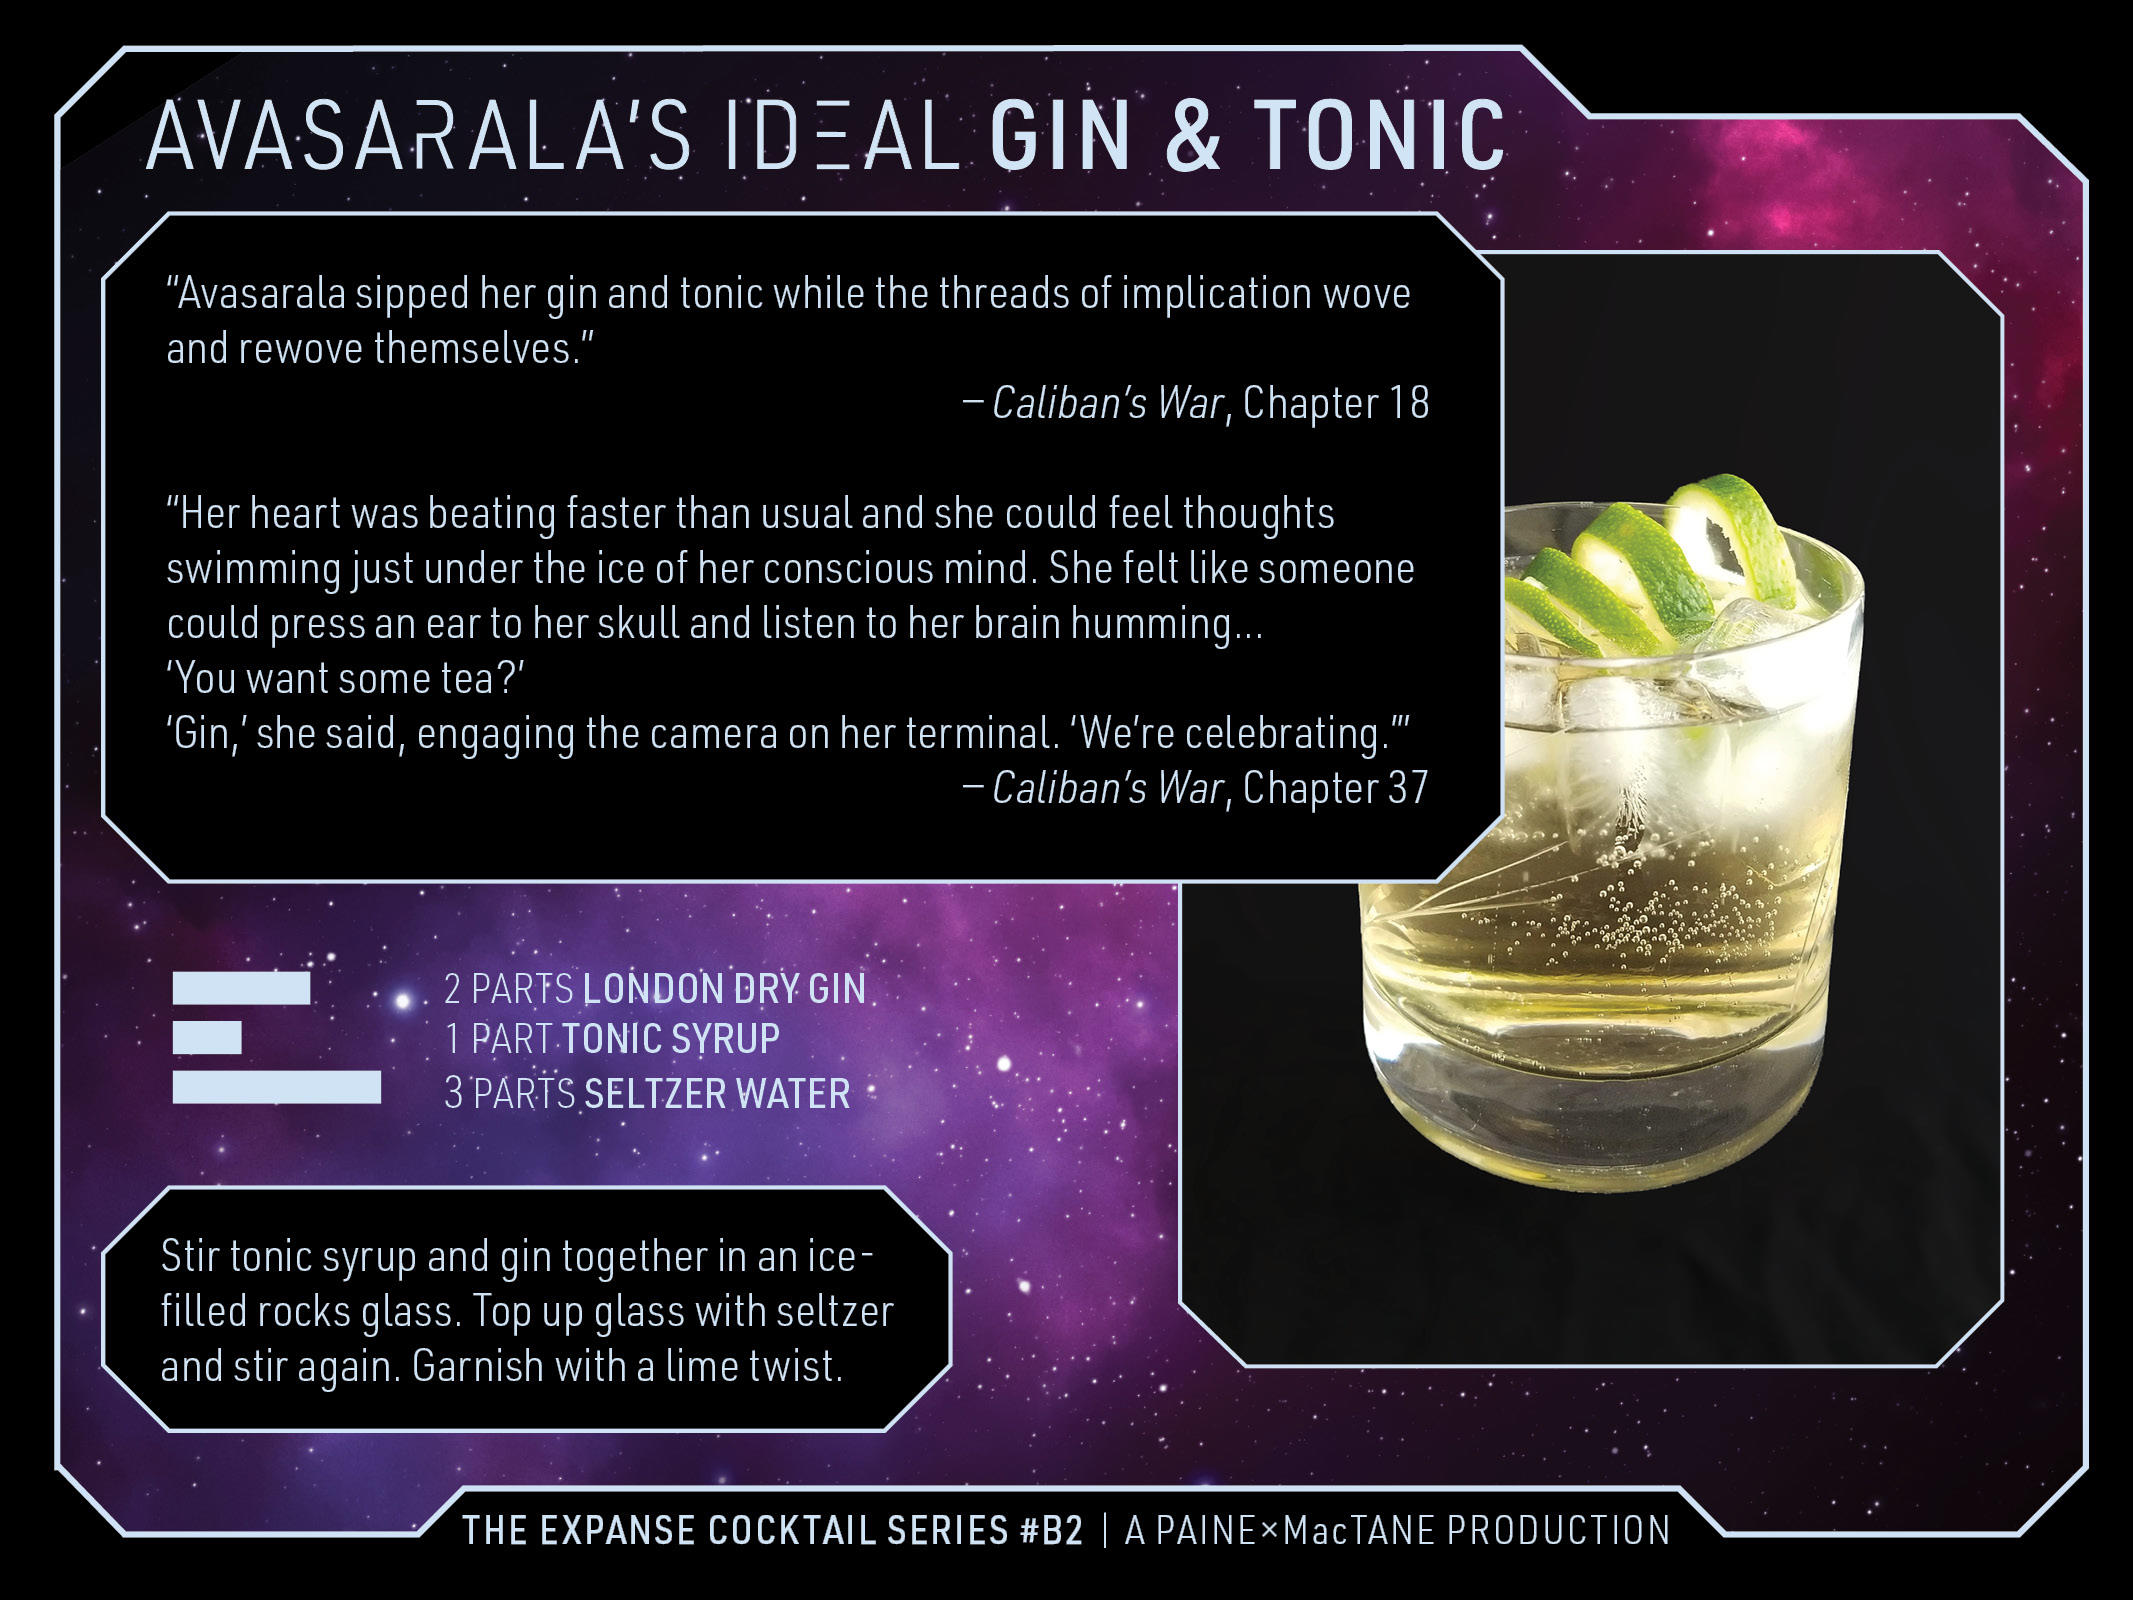 AVASARALA'S IDEAL GIN & TONIC
“Avasarala sipped her gin and tonic while the threads of implication wove
and rewove themselves.”
– Caliban's War, Chapter 18
“Her heart was beating faster than usual and she could feel thoughts
swimming just under the ice of her conscious mind. She felt like someone
could press an ear to her skull and listen to her brain humming...
‘You want some tea?’
‘Gin,’ she said, engaging the camera on her terminal. ‘We’re celebrating.’”
– Caliban's War, Chapter 37
2 PARTS LONDON DRY GIN
1 PART TONIC SYRUP
3 PARTS SELTZER WATER
Stir tonic syrup and gin together in an ice-
filled rocks glass. Top up glass with seltzer
and stir again. Garnish with a lime twist.
THE EXPANSE COCKTAIL SERIES #B2 | A PAINE×MacTANE PRODUCTION